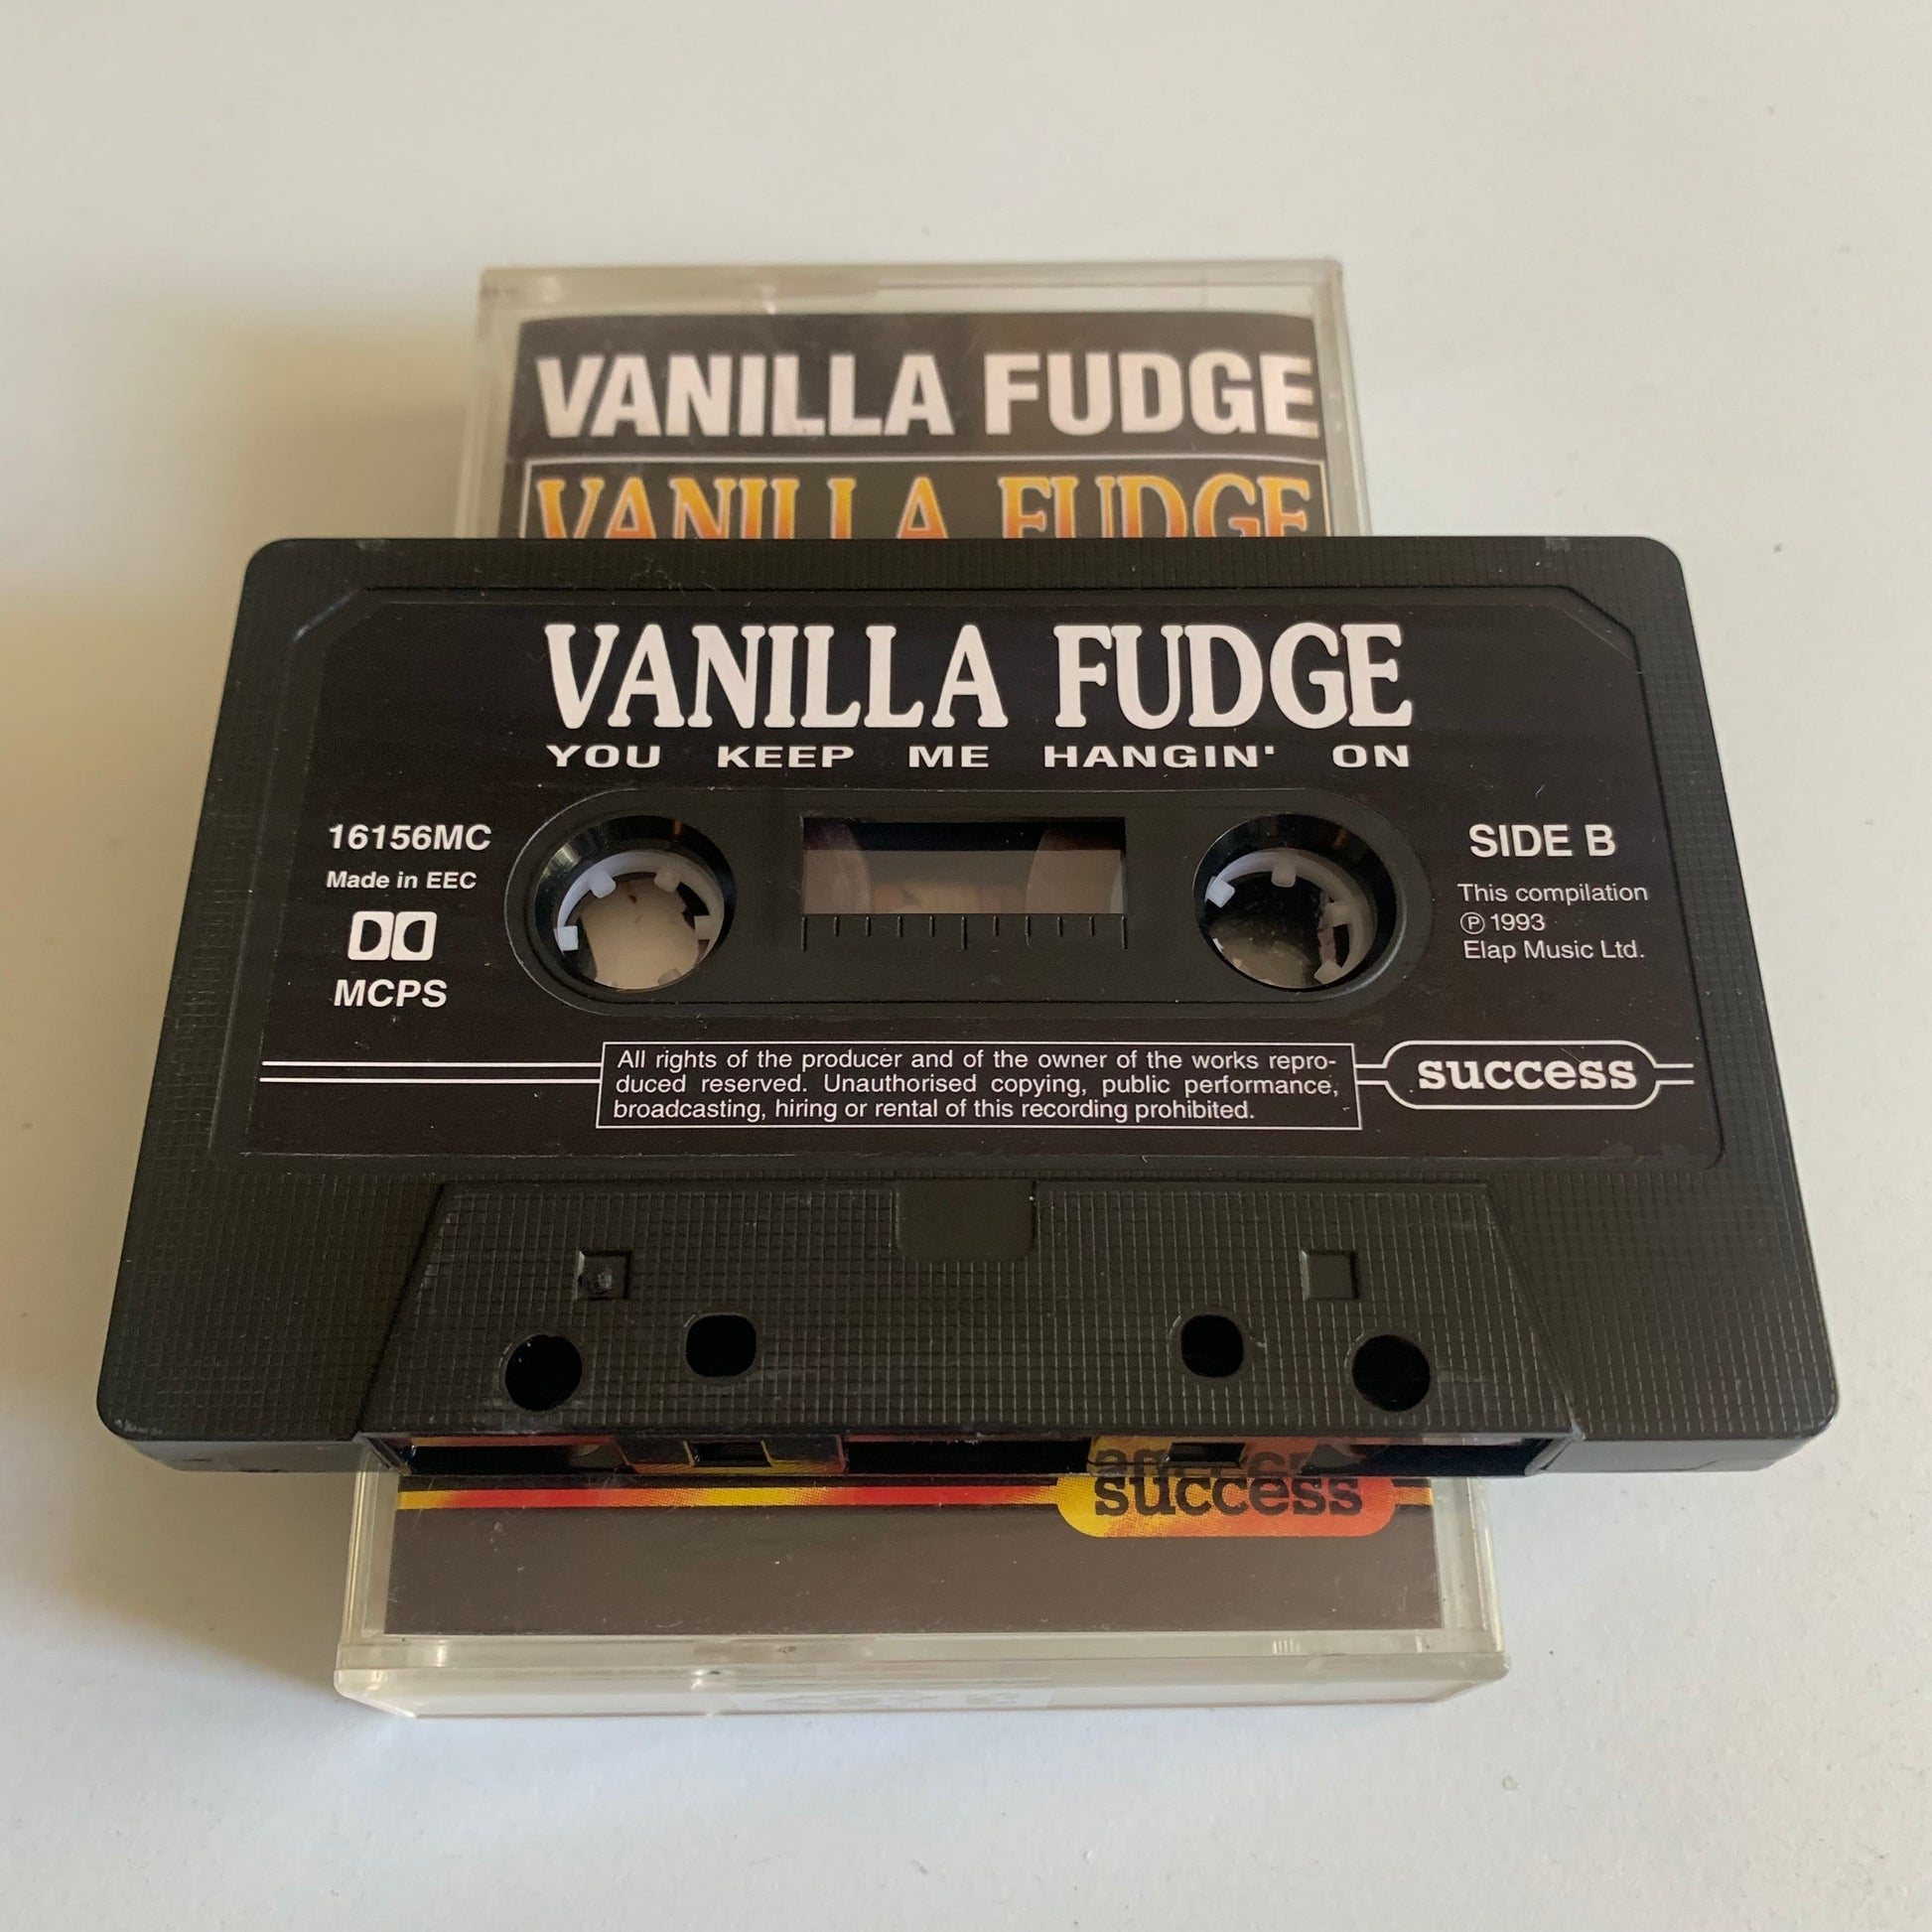 VANILLA FUDGE
VANILLA FUDGE
VANILLA FUDGE
YOU KEEP ME HANGIN' ON
16156MC
Made in EEC
MCPS
SIDE B
This compilation
℗ 1993
Elap Music Ltd.
All rights of the producer and of the owner of the works repro-
duced reserved. Unauthorised copying, public performance,
broadcasting, hiring or rental of this recording prohibited.
success
success